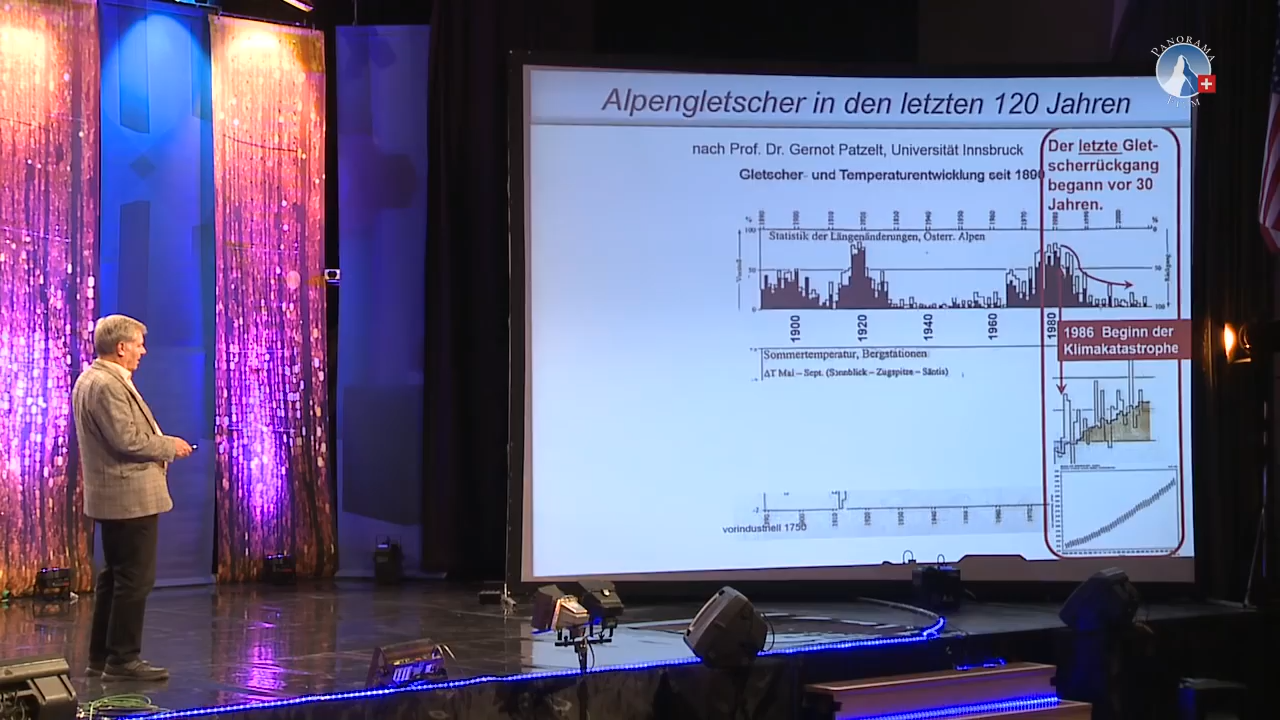 PANORAMA
FILM
Alpengletscher in den letzten 120 Jahren
nach Prof. Dr. Gernot Patzelt, Universität Innsbruck
Gletscher- und Temperaturentwicklung seit 1890
Der letzte Glet-
scherrückgang
begann vor 30
Jahren.
Statistik der Längenänderungen, Österr. Alpen
1900 1920 1940 1960 1980
1986 Beginn der
Klimakatastrophe
Sommertemperatur, Bergstationen
ΔT Mai – Sept. (Sonnblick – Zugspitze – Säntis)
vorindustriell 1750